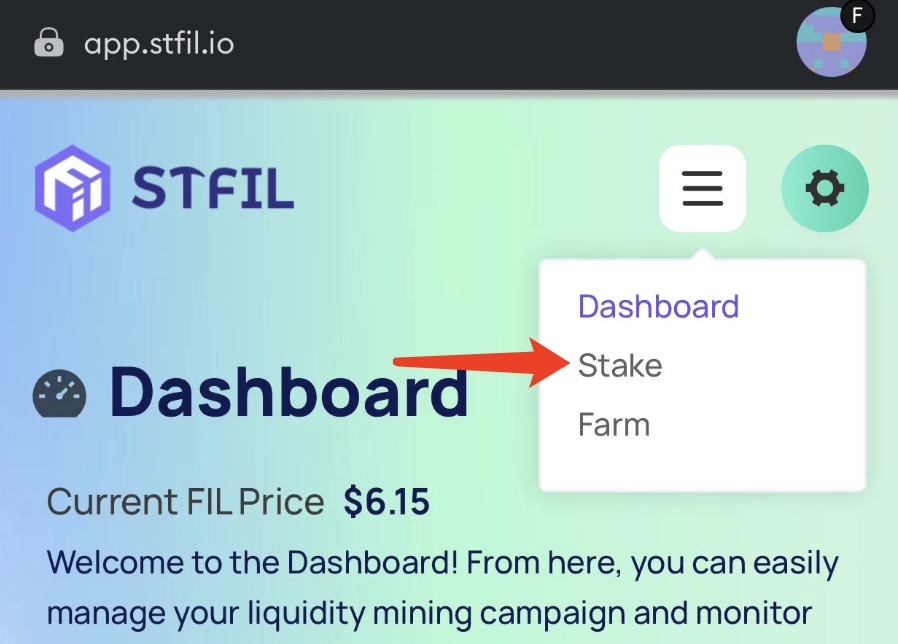 app.stfil.io
F
STFIL
Dashboard
Stake
Farm
Dashboard
Current FIL Price $6.15
Welcome to the Dashboard! From here, you can easily
manage your liquidity mining campaign and monitor